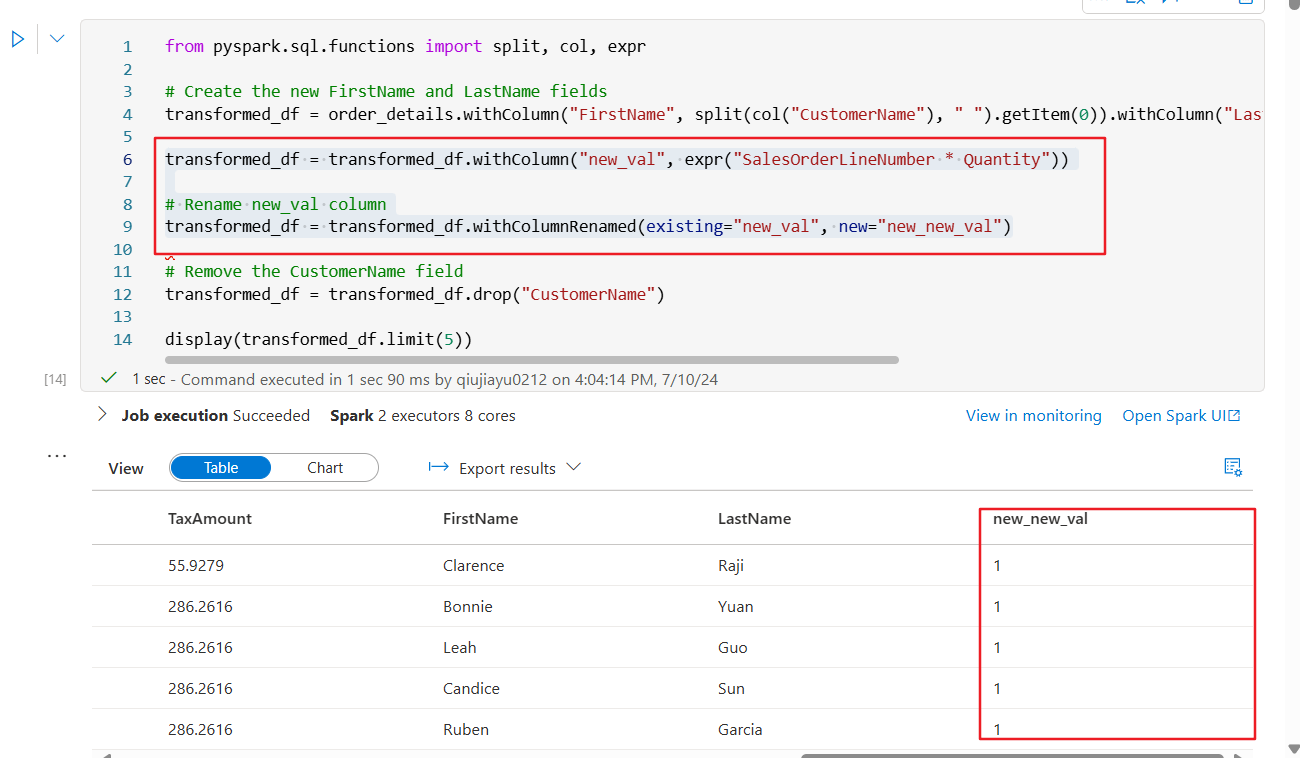 1 from pyspark.sql.functions import split, col, expr
2
3 # Create the new FirstName and LastName fields
4 transformed_df = order_details.withColumn("FirstName", split(col("CustomerName"), " ").getItem(0)).withColumn("Las
5
6 transformed_df = transformed_df.withColumn("new_val", expr("SalesOrderLineNumber * Quantity"))
7
8 # Rename new_val column
9 transformed_df = transformed_df.withColumnRenamed(existing="new_val", new="new_new_val")
10
11 # Remove the CustomerName field
12 transformed_df = transformed_df.drop("CustomerName")
13
14 display(transformed_df.limit(5))
[14] 1 sec - Command executed in 1 sec 90 ms by qiujiayu0212 on 4:04:14 PM, 7/10/24
Job execution Succeeded Spark 2 executors 8 cores View in monitoring Open Spark UI
View Table Chart Export results
TaxAmount FirstName LastName new_new_val
55.9279 Clarence Raji 1
286.2616 Bonnie Yuan 1
286.2616 Leah Guo 1
286.2616 Candice Sun 1
286.2616 Ruben Garcia 1